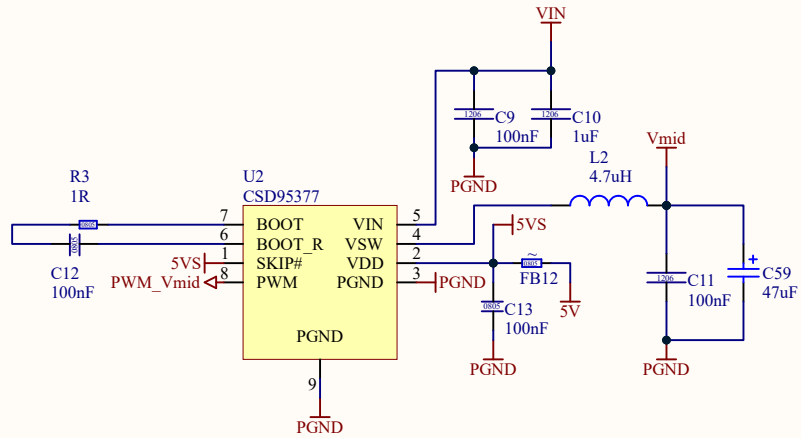 VIN
1206
C9
100nF
1206
C10
1uF
PGND
Vmid
L2
4.7uH
R3
1R
0805
U2
CSD95377
7
BOOT
VIN
5
6
BOOT_R
VSW
4
5VS
1
SKIP#
VDD
2
PWM_Vmid
8
PWM
PGND
3
PGND
C12
100nF
0805
5VS
~
0805
FB12
5V
0805
C13
100nF
PGND
1206
C11
100nF
+
C59
47uF
PGND
PGND
9
PGND